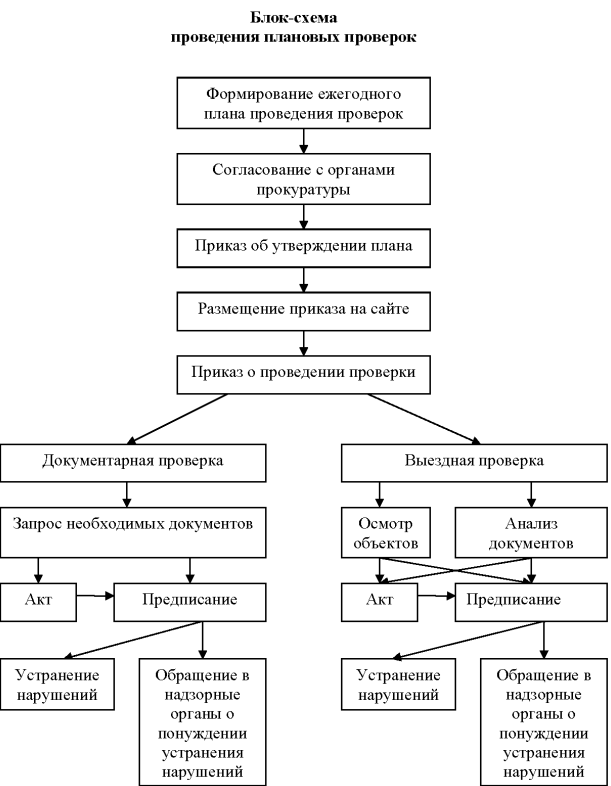 Блок-схема
проведения плановых проверок
Формирование ежегодного
плана проведения проверок
Согласование с органами
прокуратуры
Приказ об утверждении плана
Размещение приказа на сайте
Приказ о проведении проверки
Документарная проверка
Выездная проверка
Запрос необходимых документов
Осмотр
объектов
Анализ
документов
Акт
Предписание
Акт
Предписание
Устранение
нарушений
Обращение в
надзорные
органы о
понуждении
устранения
нарушений
Устранение
нарушений
Обращение в
надзорные
органы о
понуждении
устранения
нарушений